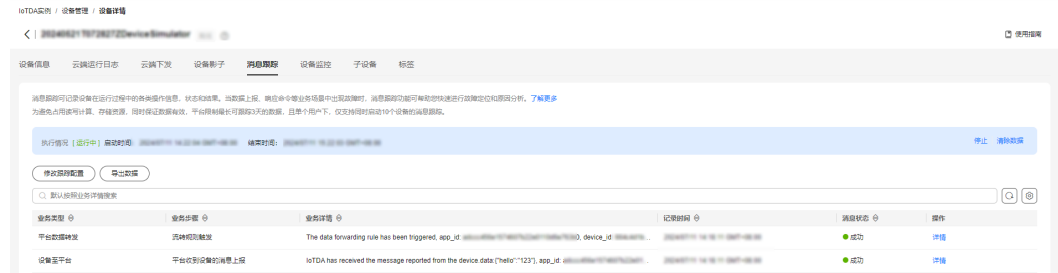 IoTDA实例 / 设备管理 / 设备详情
使用指南
设备信息 云端运行日志 云端下发 设备影子 消息跟踪 设备监控 子设备 标签
消息跟踪可记录设备在运行过程中的各类操作信息、状态和结果。当数据上报、响应命令等业务场景中出现故障时，消息跟踪功能可帮助您快速进行故障定位和原因分析。了解更多
为避免占用读写计算、存储资源，同时保证数据有效，平台限制最长可跟踪3天的数据，且单个用户下，仅支持同时启动10个设备的消息跟踪。
执行情况 [ 运行中 ] 启动时间: 结束时间: 停止 清除数据
修改跟踪配置 导出数据
默认按照业务详情搜索
业务类型 业务步骤 业务详情 记录时间 消息状态 操作
平台数据转发 流转规则触发 The data forwarding rule has been triggered, app_id: device_id: 成功 详情
设备至平台 平台收到设备的消息上报 IoTDA has received the message reported from the device.data:{"hello":"123"}, app_id: 成功 详情